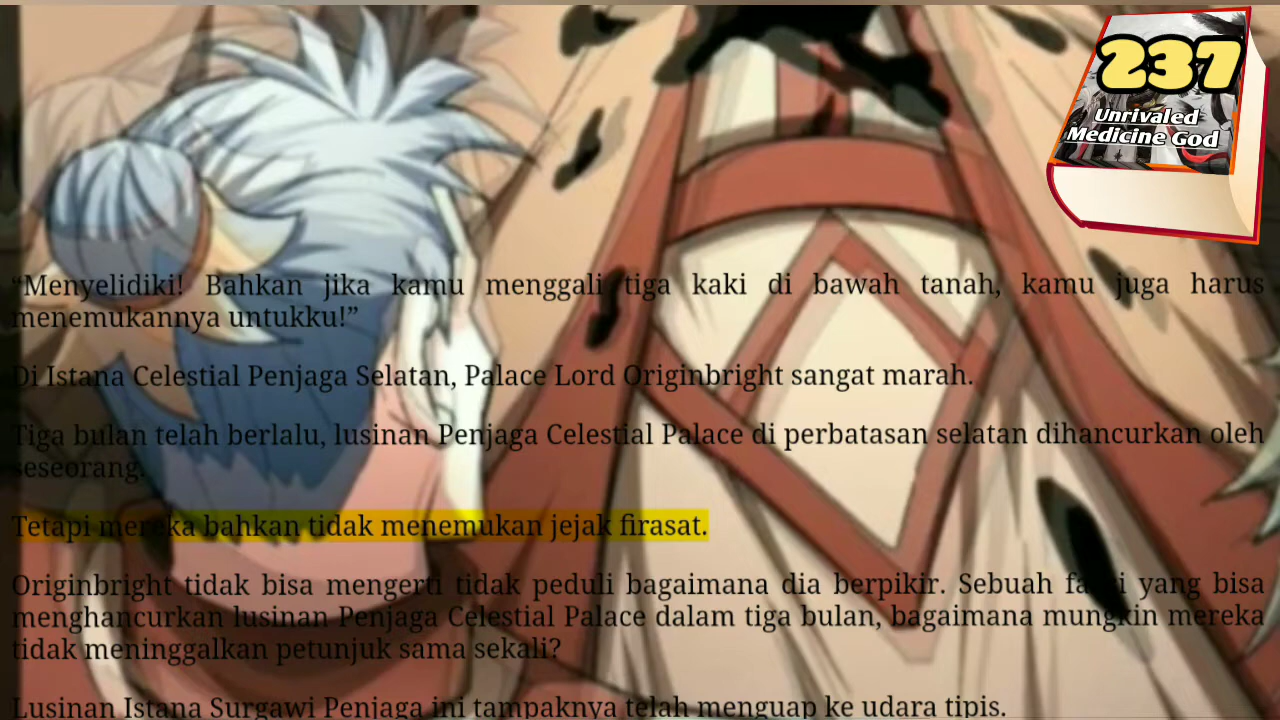 237
Unrivaled
Medicine God
“Menyelidiki! Bahkan jika kamu menggali tiga kaki di bawah tanah, kamu juga harus
menemukannya untukku!”
Di Istana Celestial Penjaga Selatan, Palace Lord Originbright sangat marah.
Tiga bulan telah berlalu, lusinan Penjaga Celestial Palace di perbatasan selatan dihancurkan oleh
seseorang.
Tetapi mereka bahkan tidak menemukan jejak firasat.
Originbright tidak bisa mengerti tidak peduli bagaimana dia berpikir. Sebuah faksi yang bisa
menghancurkan lusinan Penjaga Celestial Palace dalam tiga bulan, bagaimana mungkin mereka
tidak meninggalkan petunjuk sama sekali?
Lusinan Istana Surgawi Penjaga ini tampaknya telah menguap ke udara tipis.